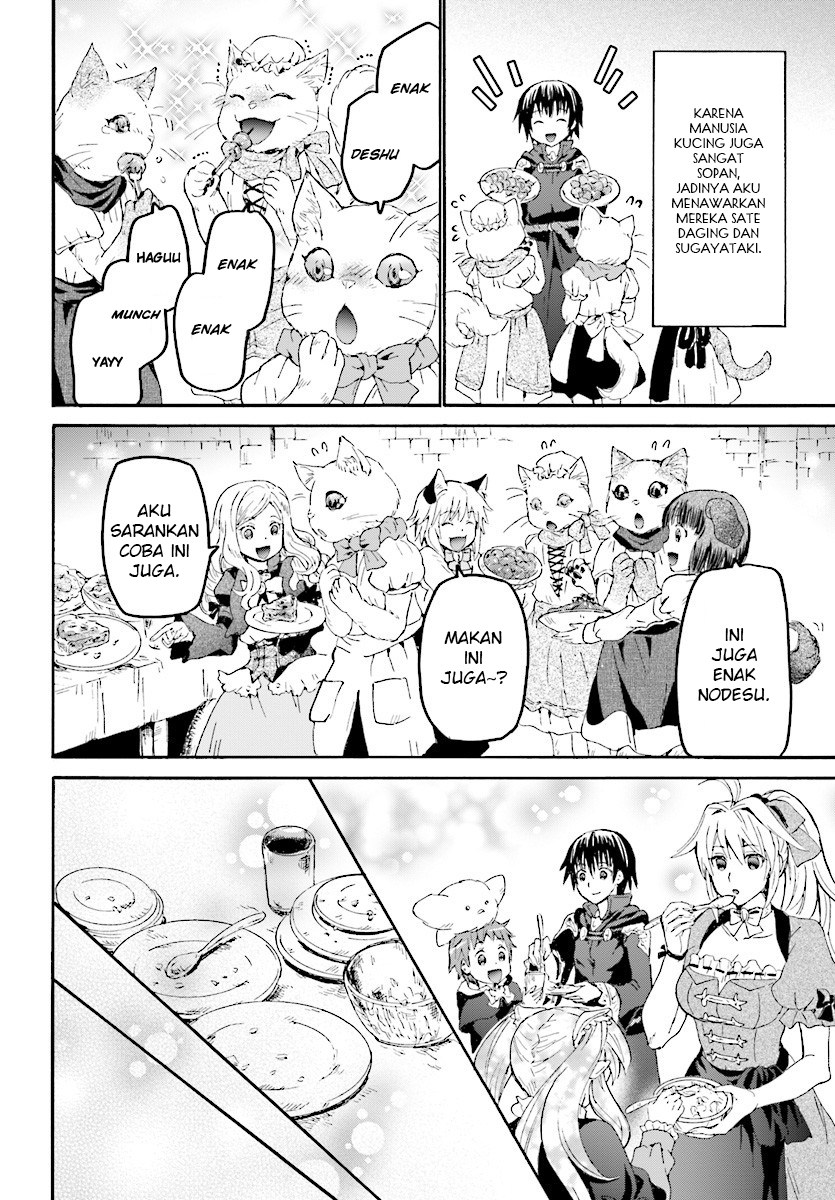 KARENA
MANUSIA
KUCING JUGA
SANGAT
SOPAN,
JADINYA AKU
MENAWARKAN
MEREKA SATE
DAGING DAN
SUGAYATAKI.
ENAK
DESHU
ENAK
ENAK
HAGUU
MUNCH
YAYY
INI
JUGA
ENAK
NODESU.
MAKAN
INI
JUGA~?
AKU
SARANKAN
COBA INI
JUGA.